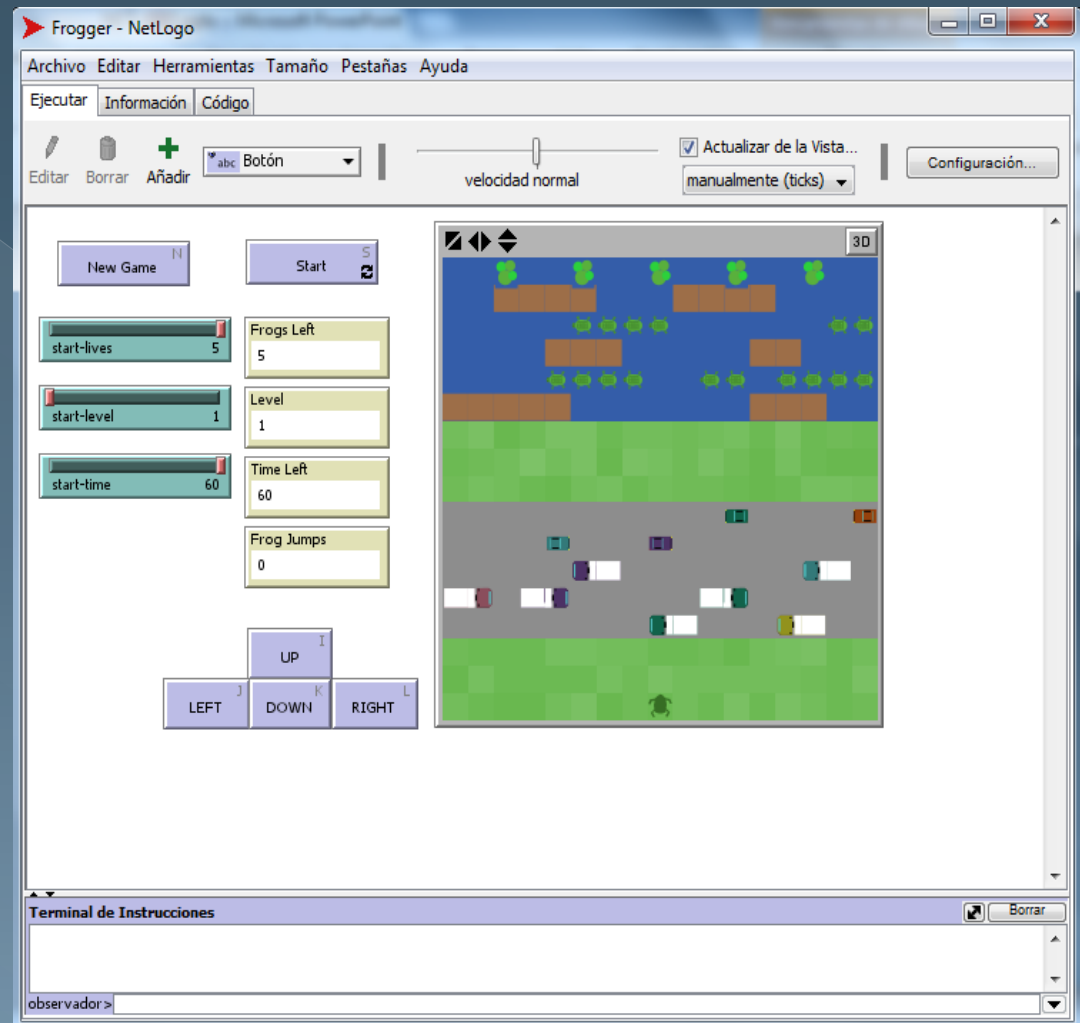 Frogger - NetLogo
Archivo Editar Herramientas Tamaño Pestañas Ayuda
Ejecutar Información Código
Editar Borrar Añadir abc Botón velocidad normal Actualizar de la Vista... manualmente (ticks) Configuración...
New Game N
Start S
3D
start-lives 5
Frogs Left
5
start-level 1
Level
1
start-time 60
Time Left
60
Frog Jumps
0
UP I
LEFT J DOWN K RIGHT L
Terminal de Instrucciones Borrar
observador>